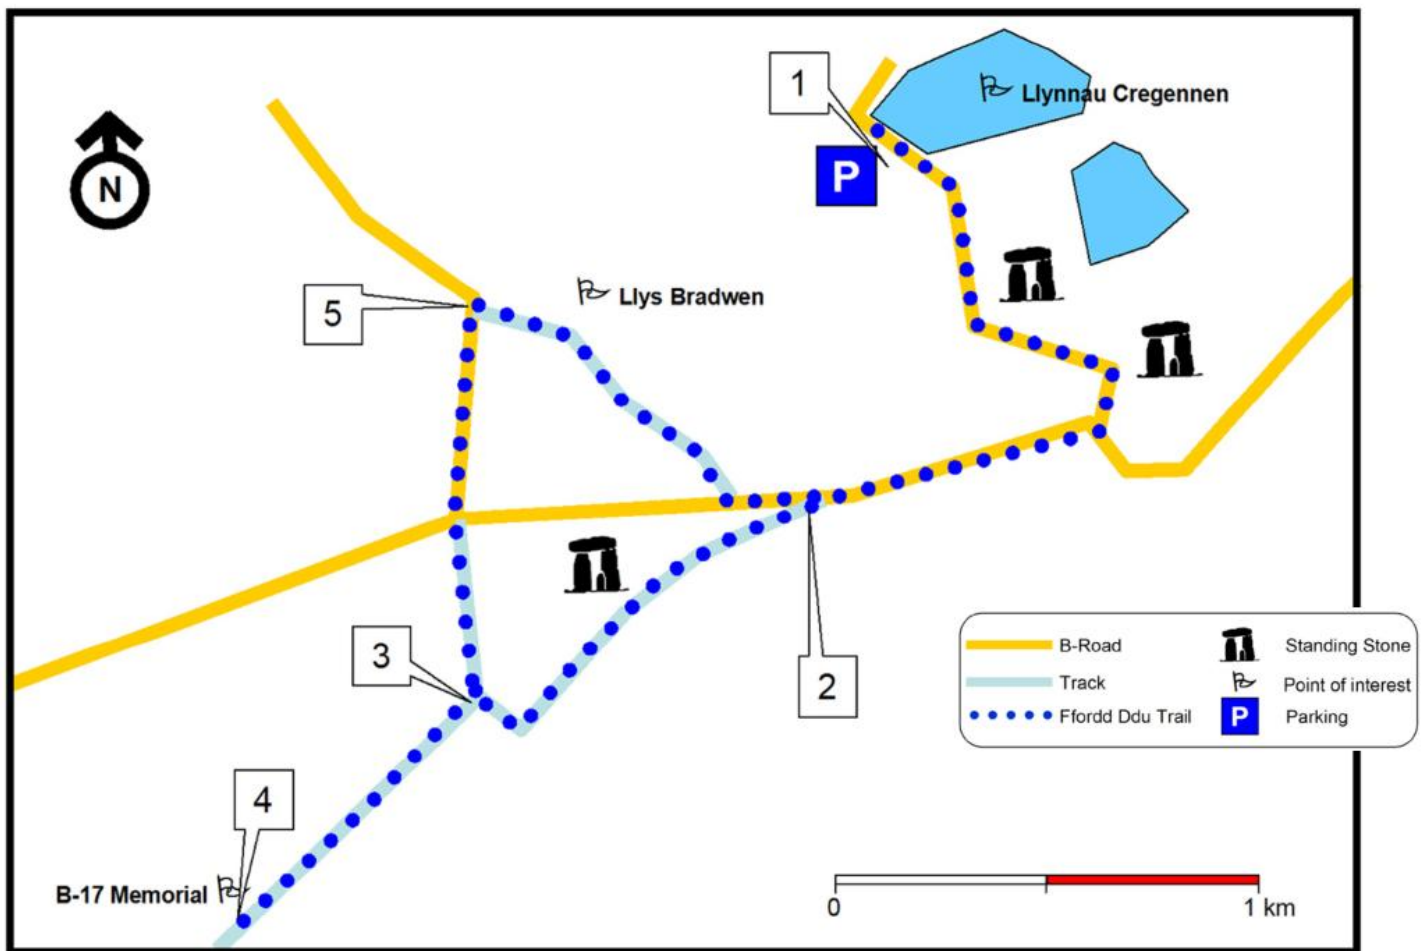 1
Llynnau Cregennen
N
P
5
Llys Bradwen
3
2
B-Road
Standing Stone
Track
Point of interest
Ffordd Ddu Trail
P
Parking
4
B-17 Memorial
0
1 km